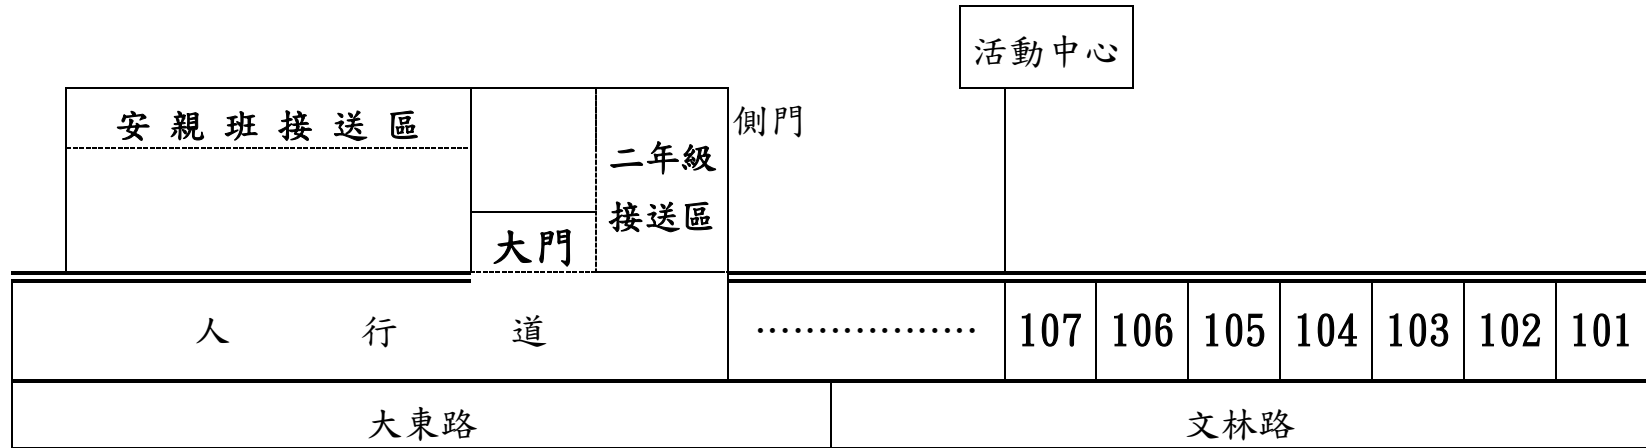 活動中心
安親班接送區
側門
二年級
接送區
大門
人行道
………………
107 106 105 104 103 102 101
大東路
文林路